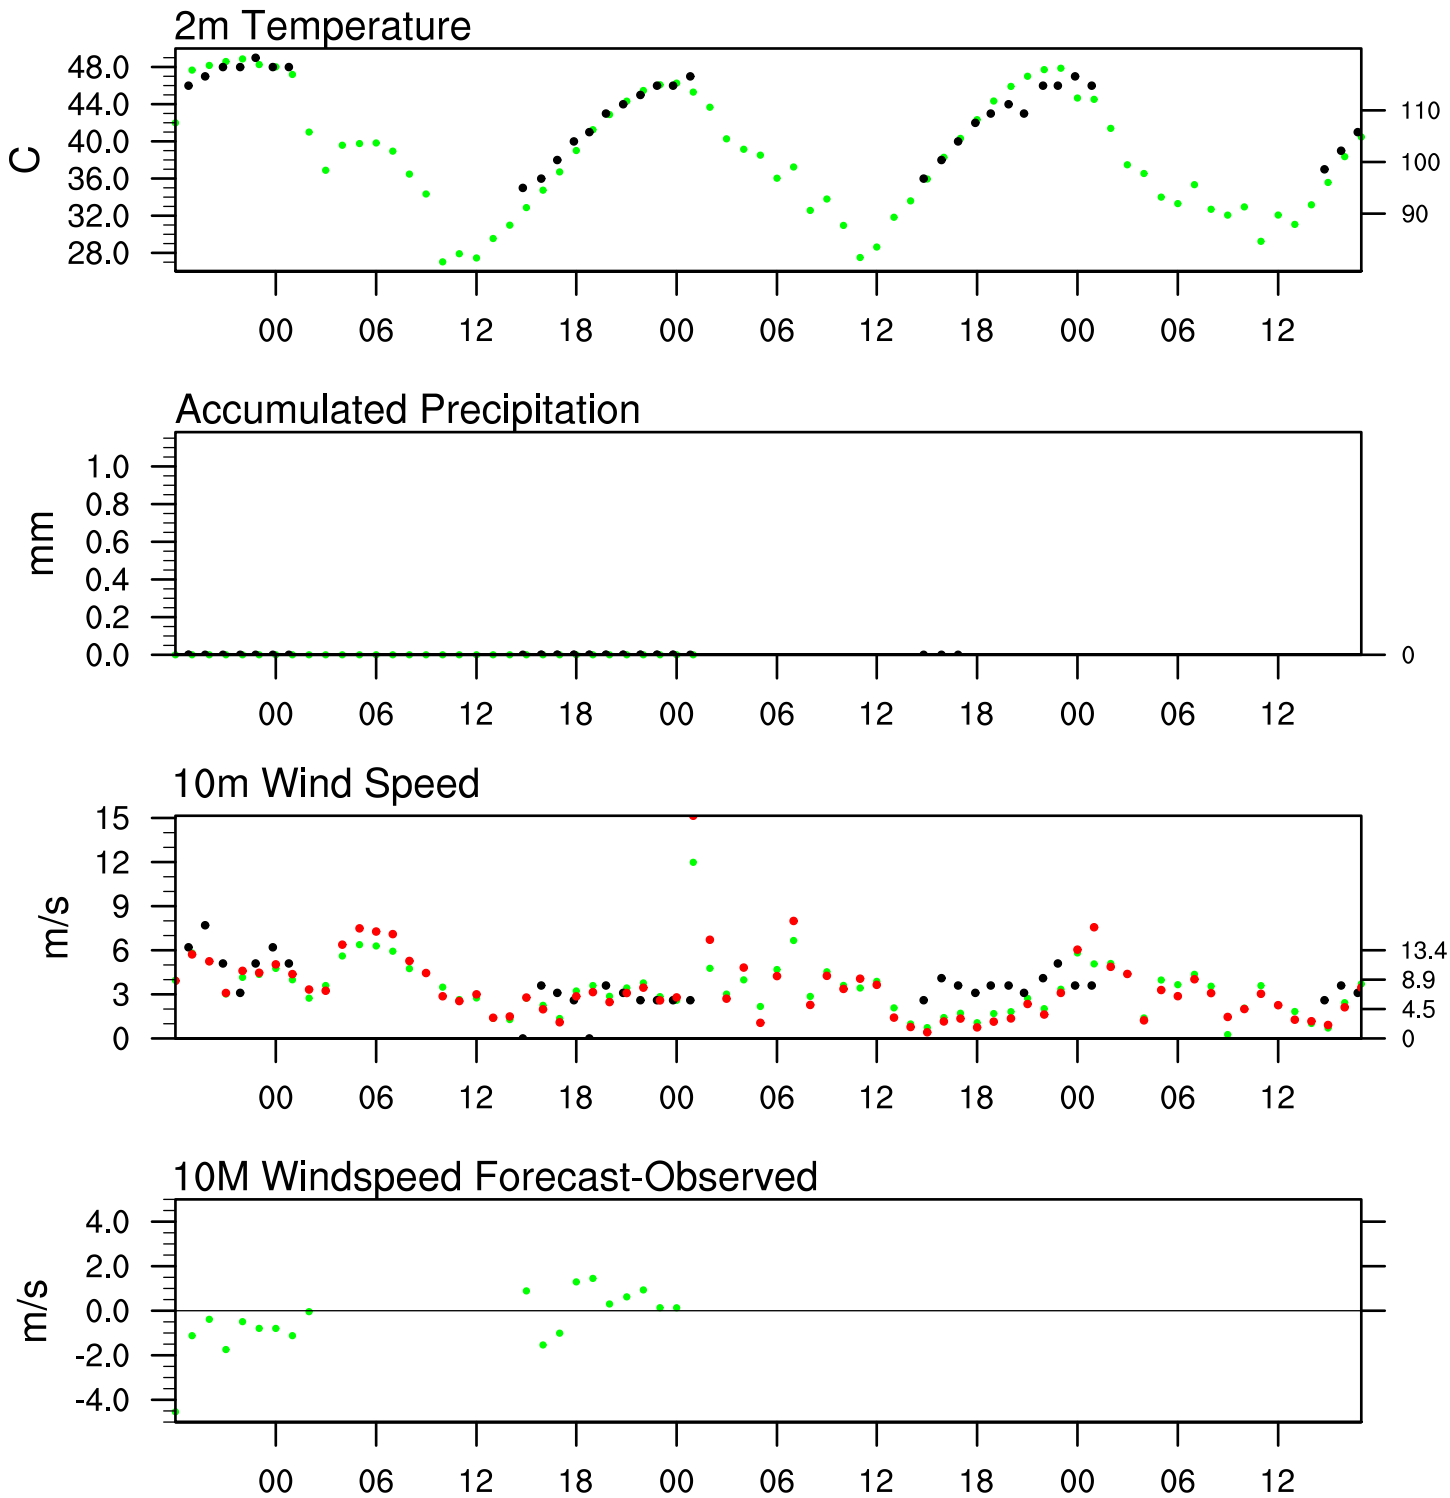 2m Temperature
48.0
44.0
40.0
36.0
32.0
28.0
C
110
100
90
00 06 12 18 00 06 12 18 00 06 12
Accumulated Precipitation
1.0
0.8
0.6
0.4
0.2
0.0
mm
0
00 06 12 18 00 06 12 18 00 06 12
10m Wind Speed
15
12
9
6
3
0
m/s
13.4
8.9
4.5
0
00 06 12 18 00 06 12 18 00 06 12
10M Windspeed Forecast-Observed
4.0
2.0
0.0
-2.0
-4.0
m/s
00 06 12 18 00 06 12 18 00 06 12